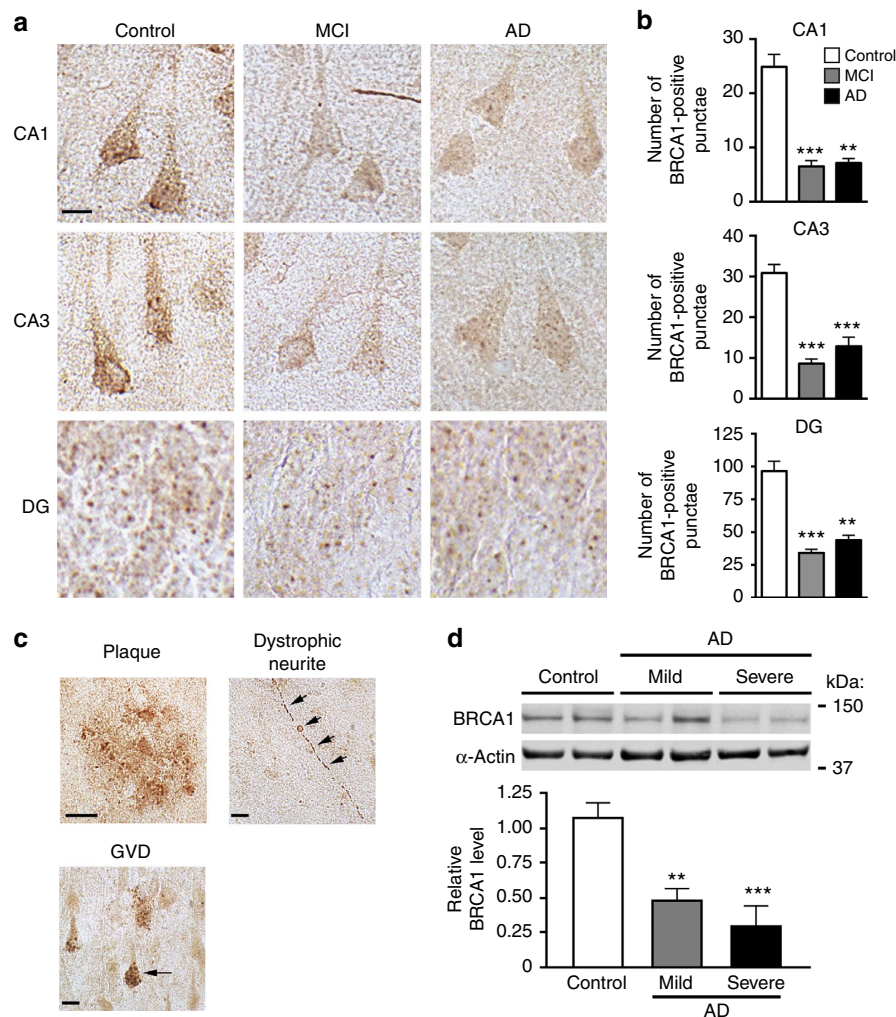 a
Control MCI AD
CA1
CA3
DG
b
CA1
Control
MCI
AD
Number of
BRCA1-positive
punctae
30
20
10
0
*** **
CA3
Number of
BRCA1-positive
punctae
40
30
20
10
0
*** ***
DG
Number of
BRCA1-positive
punctae
125
100
75
50
25
0
*** **
c
Plaque
Dystrophic
neurite
GVD
d
AD
Control Mild Severe kDa:
BRCA1 150
α-Actin 37
Relative
BRCA1 level
1.25
1.00
0.75
0.50
0.25
0
** ***
Control Mild Severe
AD